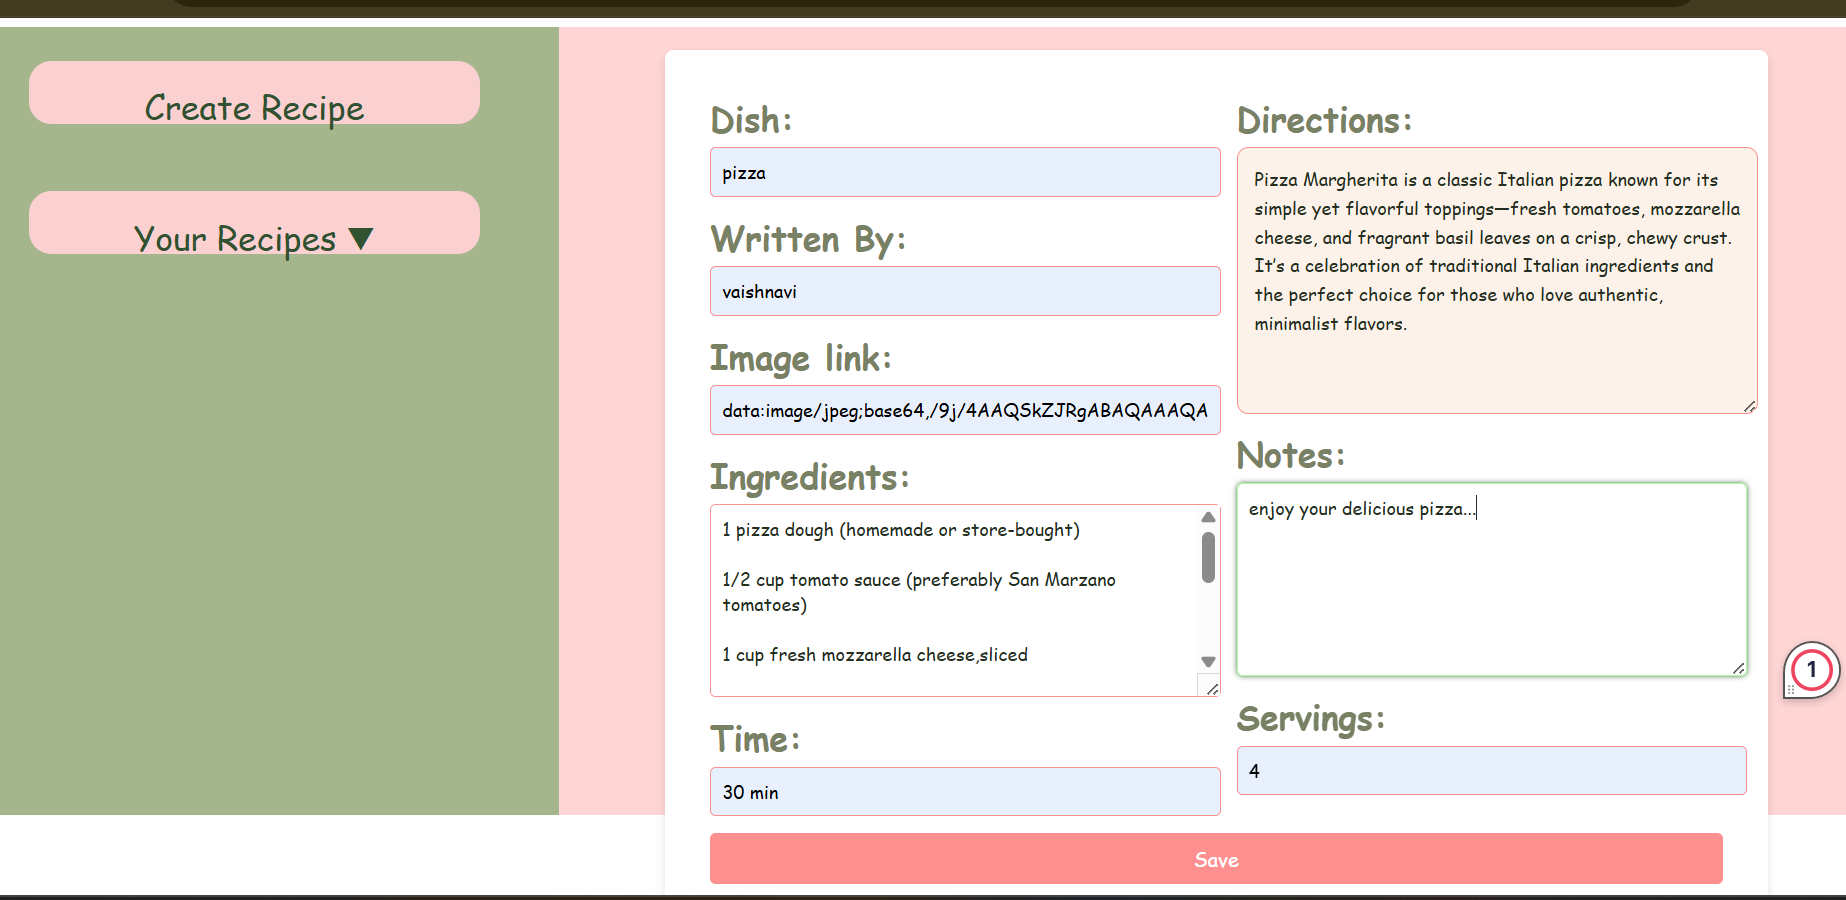 Create Recipe
Your Recipes ▼
Dish:
pizza
Written By:
vaishnavi
Image link:
data:image/jpeg;base64,/9j/4AAQSkZJRgABAQAAAQA
Ingredients:
1 pizza dough (homemade or store-bought)
1/2 cup tomato sauce (preferably San Marzano
tomatoes)
1 cup fresh mozzarella cheese,sliced
Time:
30 min
Directions:
Pizza Margherita is a classic Italian pizza known for its
simple yet flavorful toppings—fresh tomatoes, mozzarella
cheese, and fragrant basil leaves on a crisp, chewy crust.
It's a celebration of traditional Italian ingredients and
the perfect choice for those who love authentic,
minimalist flavors.
Notes:
enjoy your delicious pizza...
Servings:
4
Save
1